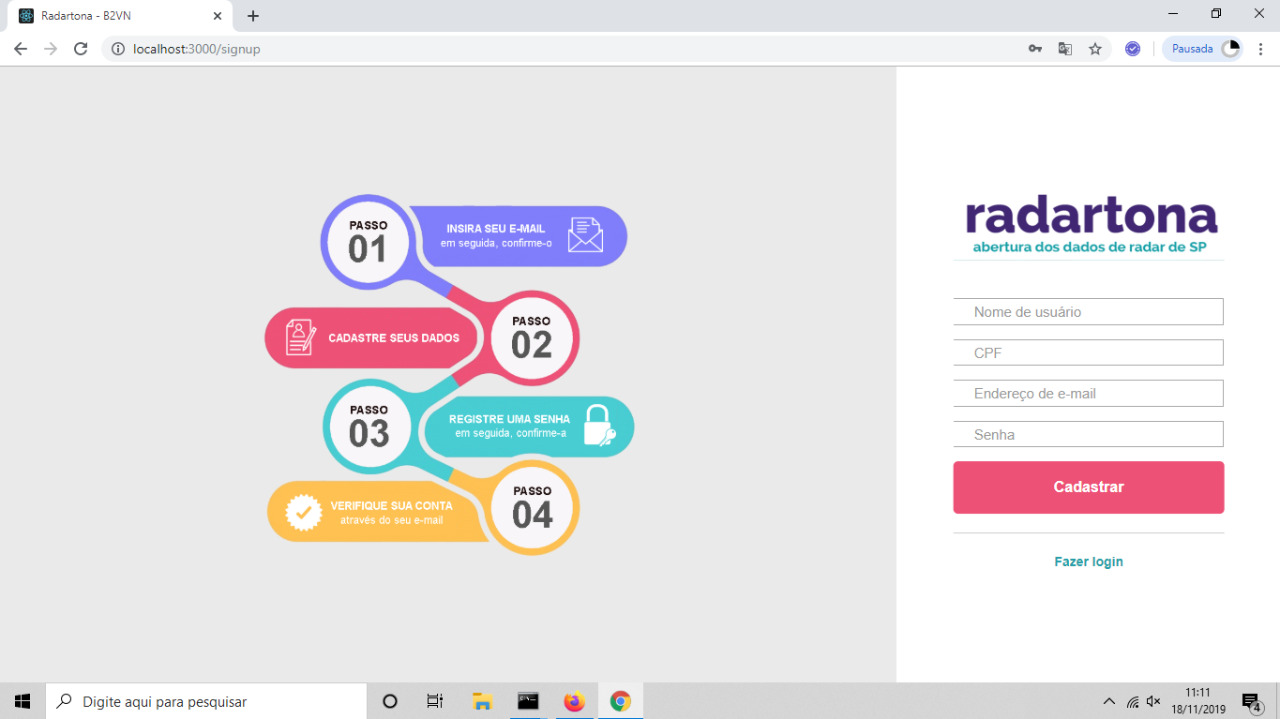 Radartona - B2VN
localhost:3000/signup
Pausada
PASSO
01
INSIRA SEU E-MAIL
em seguida, confirme-o
CADASTRE SEUS DADOS
PASSO
02
PASSO
03
REGISTRE UMA SENHA
em seguida, confirme-a
VERIFIQUE SUA CONTA
através do seu e-mail
PASSO
04
radartona
abertura dos dados de radar de SP
Nome de usuário
CPF
Endereço de e-mail
Senha
Cadastrar
Fazer login
Digite aqui para pesquisar
11:11
18/11/2019
4